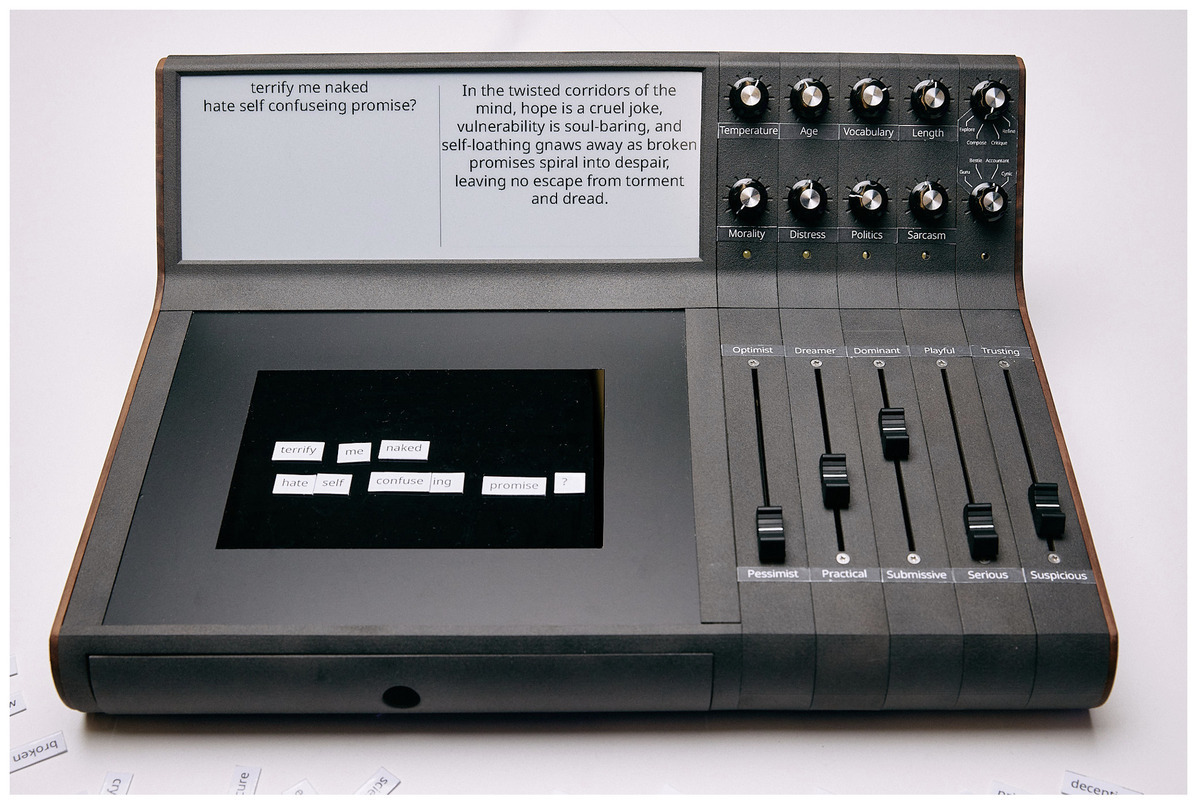 terrify me naked
hate self confuseing promise?
In the twisted corridors of the
mind, hope is a cruel joke,
vulnerability is soul-baring, and
self-loathing gnaws away as broken
promises spiral into despair,
leaving no escape from torment
and dread.
Temperature Age Vocabulary Length
Explore Refine
Compose Critique
Bestie Accountant
Guru Cynic
Morality Distress Politics Sarcasm
Optimist Dreamer Dominant Playful Trusting
terrify me naked
hate self confuse ing promise ?
Pessimist Practical Submissive Serious Suspicious
broken